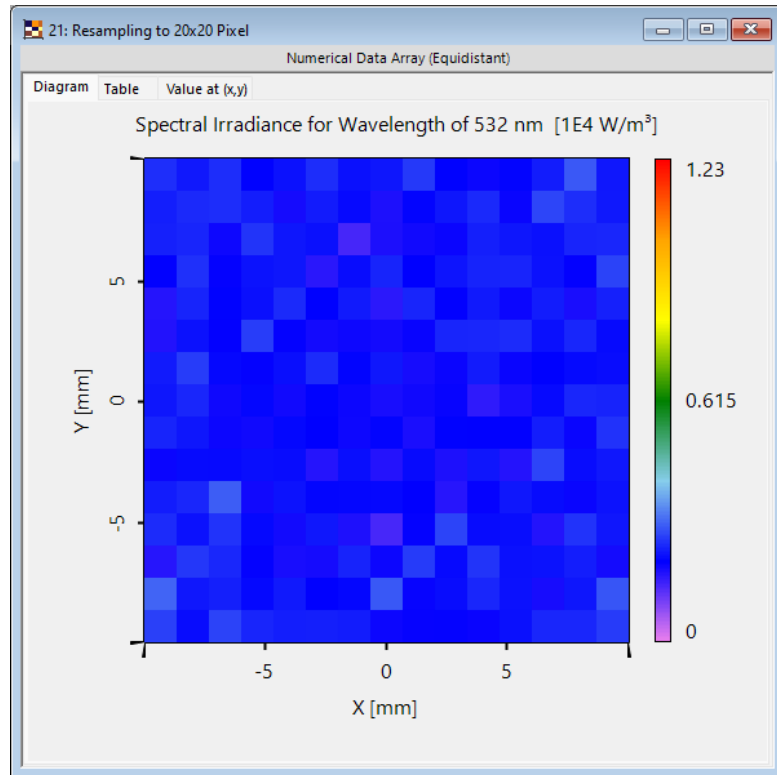 21: Resampling to 20x20 Pixel
Numerical Data Array (Equidistant)
Diagram Table Value at (x,y)
Spectral Irradiance for Wavelength of 532 nm [1E4 W/m³]
1.23
5
0.615
Y [mm]
0
-5
0
-5 0 5
X [mm]